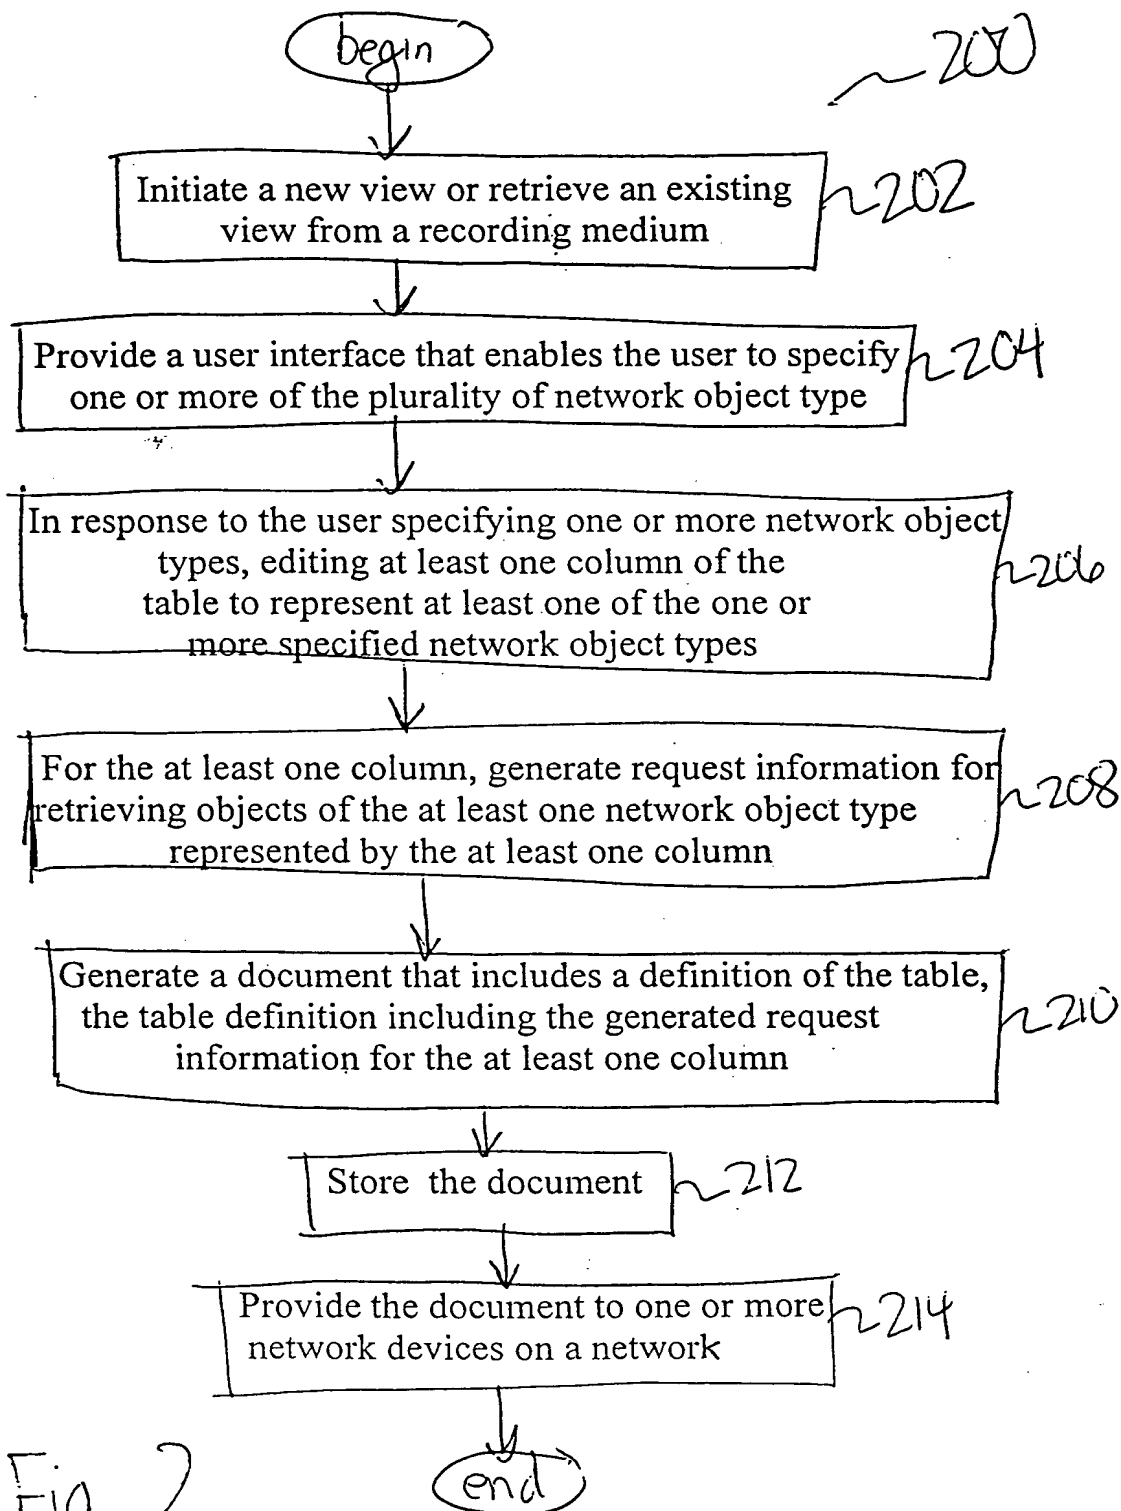 begin
200
Initiate a new view or retrieve an existing
view from a recording medium
202
Provide a user interface that enables the user to specify
one or more of the plurality of network object type
204
In response to the user specifying one or more network object
types, editing at least one column of the
table to represent at least one of the one or
more specified network object types
206
For the at least one column, generate request information for
retrieving objects of the at least one network object type
represented by the at least one column
208
Generate a document that includes a definition of the table,
the table definition including the generated request
information for the at least one column
210
Store the document
212
Provide the document to one or more
network devices on a network
214
end
Fig 2